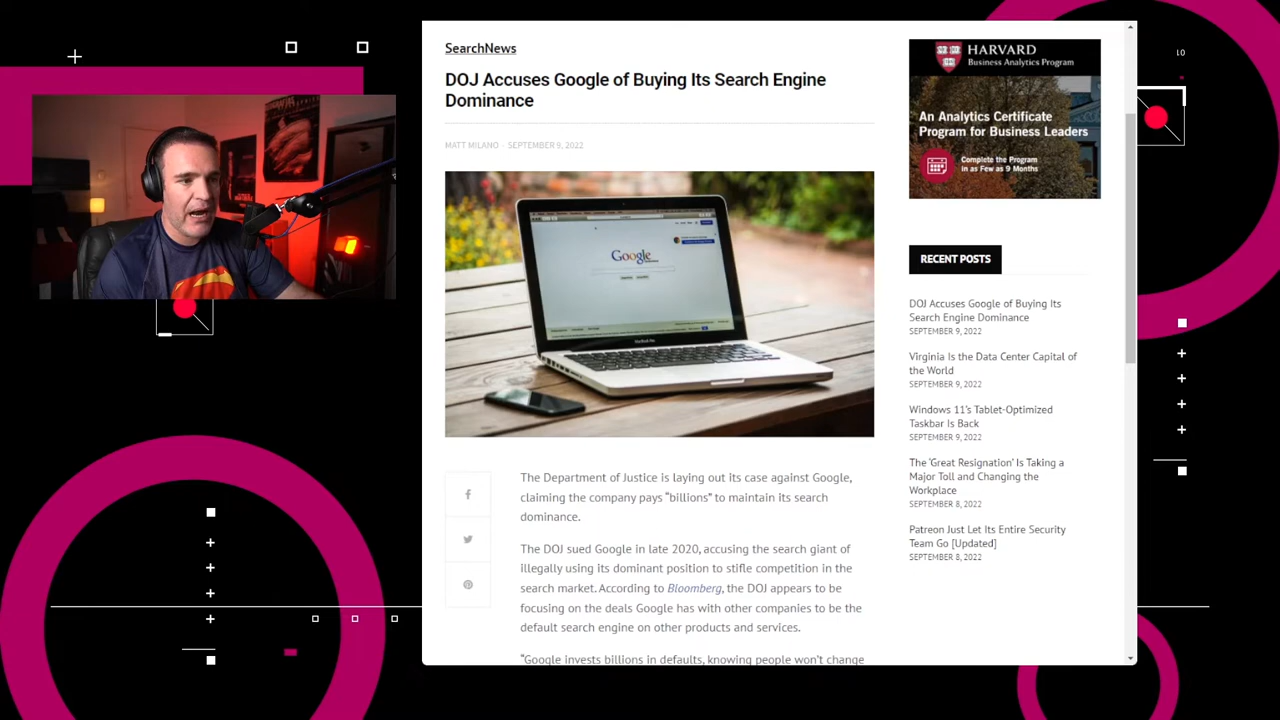 SearchNews
DOJ Accuses Google of Buying Its Search Engine
Dominance
MATT MILANO - SEPTEMBER 9, 2022
Google
MacBook Pro
The Department of Justice is laying out its case against Google,
claiming the company pays “billions” to maintain its search
dominance.
The DOJ sued Google in late 2020, accusing the search giant of
illegally using its dominant position to stifle competition in the
search market. According to Bloomberg, the DOJ appears to be
focusing on the deals Google has with other companies to be the
default search engine on other products and services.
“Google invests billions in defaults, knowing people won’t change
HARVARD
Business Analytics Program
An Analytics Certificate
Program for Business Leaders
Complete the Program
in as Few as 9 Months
RECENT POSTS
DOJ Accuses Google of Buying Its
Search Engine Dominance
SEPTEMBER 9, 2022
Virginia Is the Data Center Capital of
the World
SEPTEMBER 9, 2022
Windows 11’s Tablet-Optimized
Taskbar Is Back
SEPTEMBER 9, 2022
The ‘Great Resignation’ Is Taking a
Major Toll and Changing the
Workplace
SEPTEMBER 8, 2022
Patreon Just Let Its Entire Security
Team Go [Updated]
SEPTEMBER 8, 2022